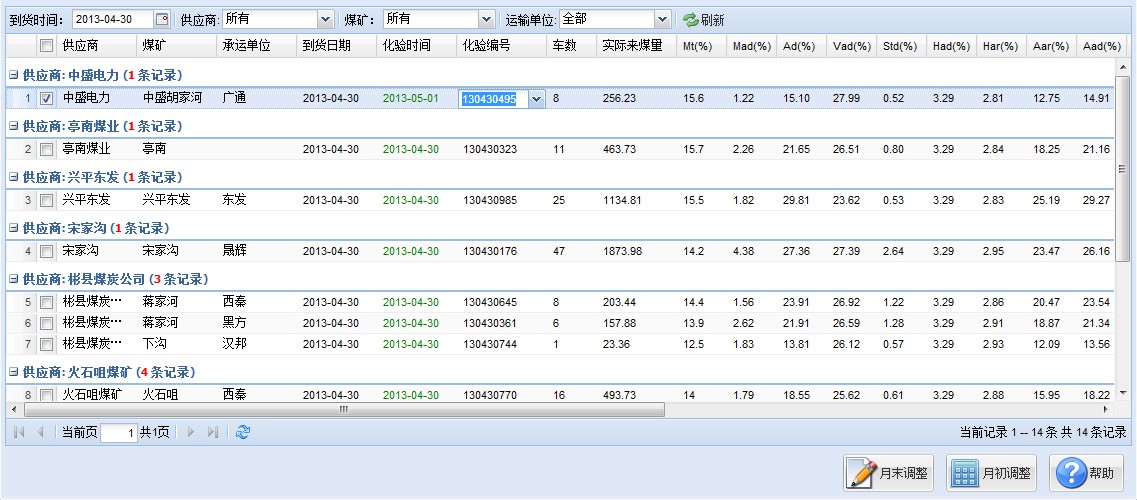 到货时间: 2013-04-30 供应商: 所有 煤矿: 所有 运输单位: 全部 刷新
供应商 煤矿 承运单位 到货日期 化验时间 化验编号 车数 实际来煤量 Mt(%) Mad(%) Ad(%) Vad(%) Std(%) Had(%) Har(%) Aar(%) Aad(%)
供应商: 中盛电力 (1 条记录)
1 中盛电力 中盛胡家河 广通 2013-04-30 2013-05-01 130430495 8 256.23 15.6 1.22 15.10 27.99 0.52 3.29 2.81 12.75 14.91
供应商: 亭南煤业 (1 条记录)
2 亭南煤业 亭南 2013-04-30 2013-04-30 130430323 11 463.73 15.7 2.26 21.65 26.51 0.80 3.29 2.84 18.25 21.16
供应商: 兴平东发 (1 条记录)
3 兴平东发 兴平东发 东发 2013-04-30 2013-04-30 130430985 25 1134.81 15.5 1.82 29.81 23.62 0.53 3.29 2.83 25.19 29.27
供应商: 宋家沟 (1 条记录)
4 宋家沟 宋家沟 晟辉 2013-04-30 2013-04-30 130430176 47 1873.98 14.2 4.38 27.36 27.39 2.64 3.29 2.95 23.47 26.16
供应商: 彬县煤炭公司 (3 条记录)
5 彬县煤炭… 蒋家河 西秦 2013-04-30 2013-04-30 130430645 8 203.44 14.4 1.56 23.91 26.92 1.22 3.29 2.86 20.47 23.54
6 彬县煤炭… 蒋家河 黑方 2013-04-30 2013-04-30 130430361 6 157.88 13.9 2.62 21.91 26.59 1.28 3.29 2.91 18.87 21.34
7 彬县煤炭… 下沟 汉邦 2013-04-30 2013-04-30 130430744 1 23.36 12.5 1.83 13.81 26.12 0.57 3.29 2.93 12.09 13.56
供应商: 火石咀煤矿 (4 条记录)
8 火石咀煤矿 火石咀 西秦 2013-04-30 2013-04-30 130430770 16 493.73 14 1.79 18.55 25.62 0.61 3.29 2.88 15.95 18.22
当前页 1 共1页 当前记录 1 -- 14 条 共 14 条记录
月末调整 月初调整 帮助